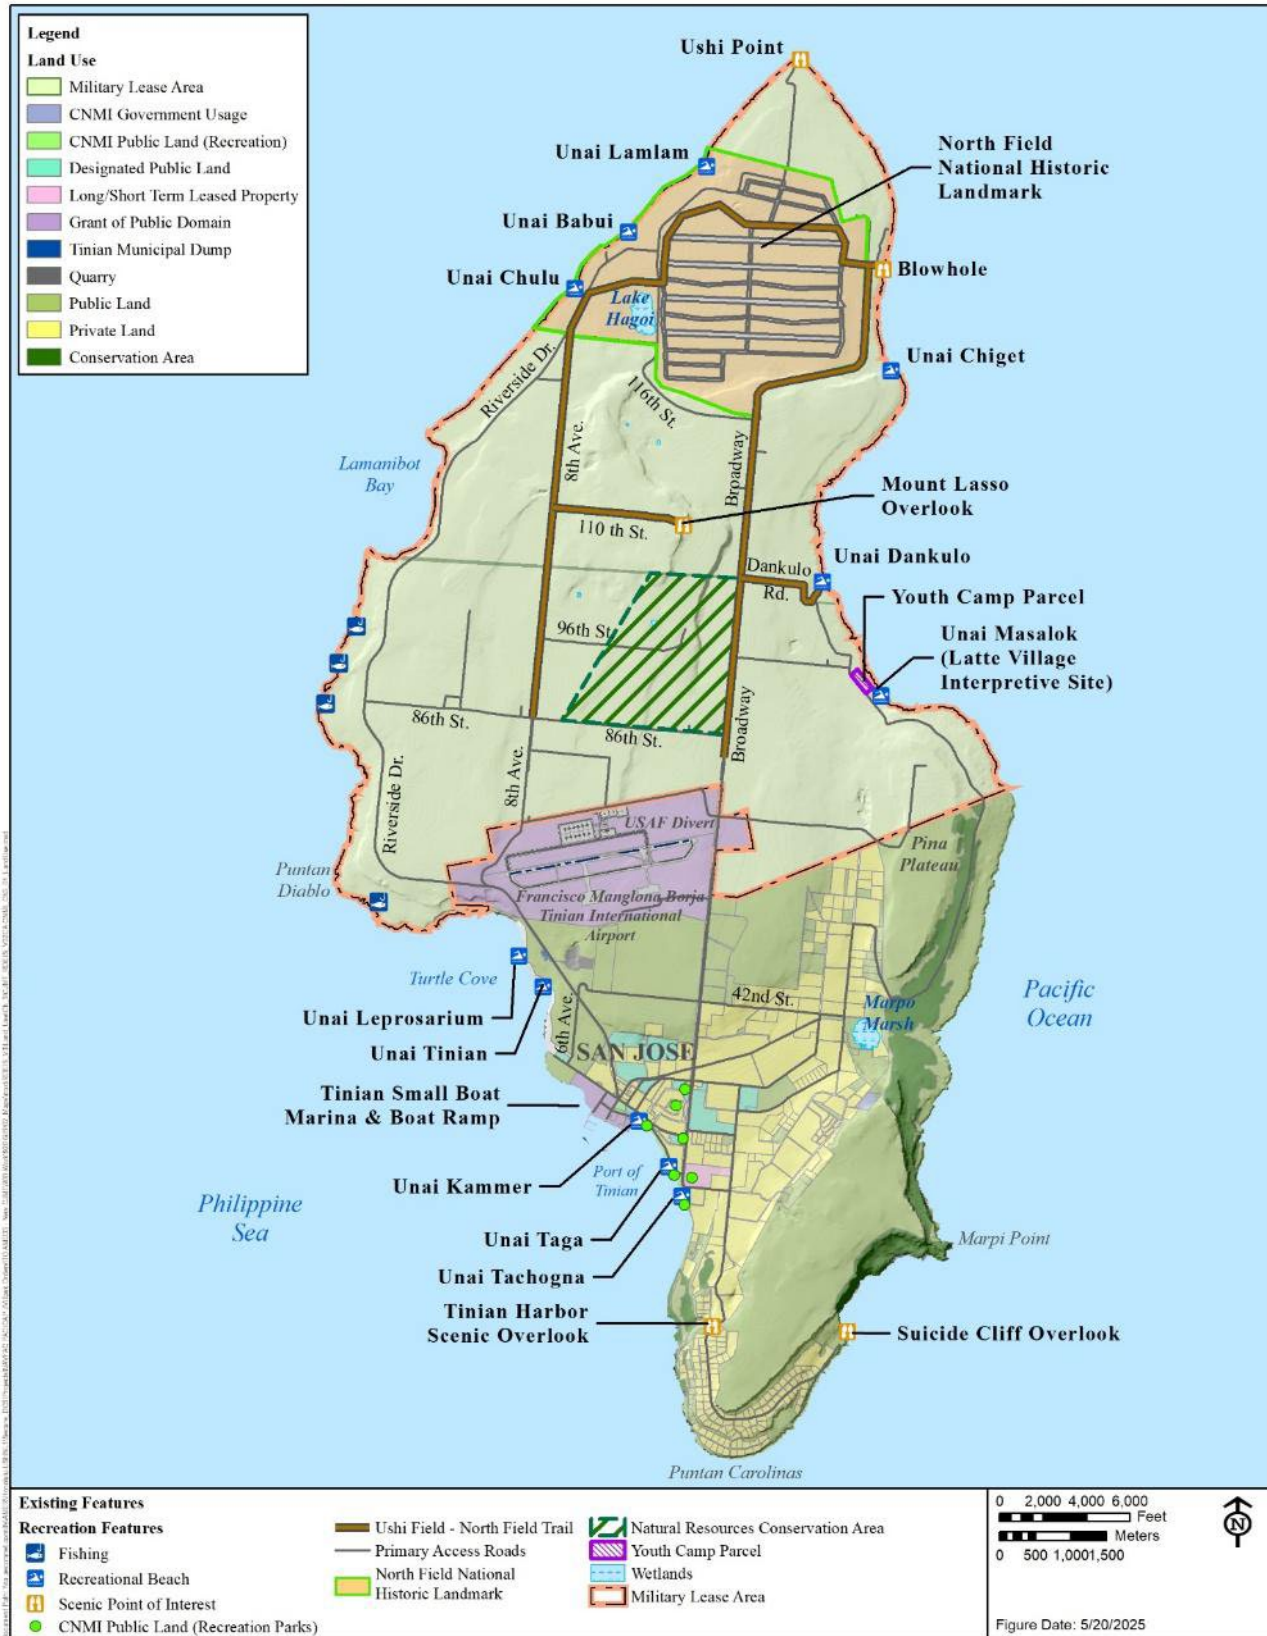 Legend
Land Use
Military Lease Area
CNMI Government Usage
CNMI Public Land (Recreation)
Designated Public Land
Long/Short Term Leased Property
Grant of Public Domain
Tinian Municipal Dump
Quarry
Public Land
Private Land
Conservation Area
Ushi Point
Unai Lamlam
North Field
National Historic
Landmark
Unai Babui
Blowhole
Unai Chulu
Lake
Hagoi
Unai Chiget
Riverside Dr.
116th St.
8th Ave.
Broadway
Lamanibot
Bay
Mount Lasso
Overlook
110 th St.
Unai Dankulo
Dankulo
Rd.
Youth Camp Parcel
96th St
Unai Masalok
(Latte Village
Interpretive Site)
86th St.
86th St.
Broadway
8th Ave.
Riverside Dr.
USAF Divert
Pina
Plateau
Puntan
Diablo
Francisco Manglona Borja
Tinian International
Airport
Turtle Cove
42nd St.
Marpo
Marsh
Pacific
Ocean
Unai Leprosarium
6th Ave.
Unai Tinian
SAN JOSE
Tinian Small Boat
Marina & Boat Ramp
Port of
Tinian
Unai Kammer
Philippine
Sea
Unai Taga
Marpi Point
Unai Tachogna
Tinian Harbor
Scenic Overlook
Suicide Cliff Overlook
Puntan Carolinas
Existing Features
Recreation Features
Fishing
Recreational Beach
Scenic Point of Interest
CNMI Public Land (Recreation Parks)
Ushi Field - North Field Trail
Primary Access Roads
North Field National
Historic Landmark
Natural Resources Conservation Area
Youth Camp Parcel
Wetlands
Military Lease Area
0 2,000 4,000 6,000
Feet
Meters
0 500 1,0001,500
N
Figure Date: 5/20/2025